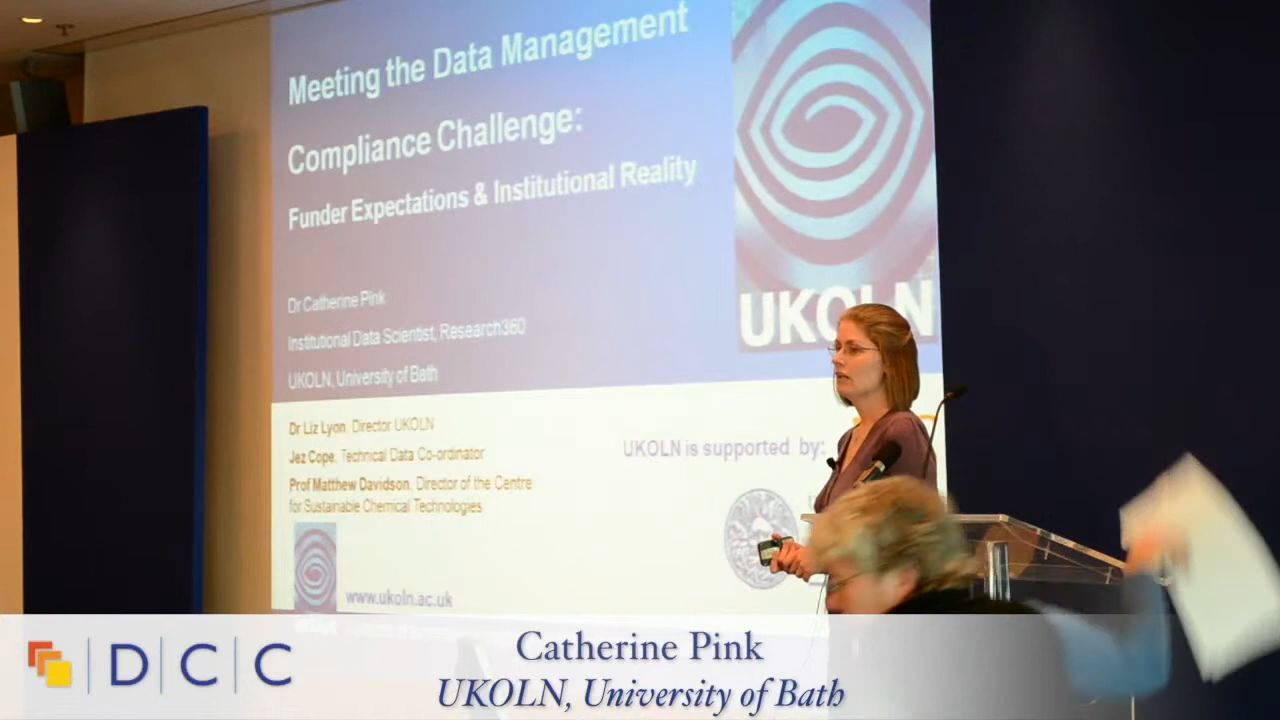 Meeting the Data Management
Compliance Challenge:
Funder Expectations & Institutional Reality
Dr Catherine Pink
Institutional Data Scientist, Research360
UKOLN, University of Bath
UKOLN
Dr Liz Lyon, Director UKOLN
Jez Cope, Technical Data Co-ordinator
Prof Matthew Davidson, Director of the Centre
for Sustainable Chemical Technologies
UKOLN is supported by:
www.ukoln.ac.uk
DCC
Catherine Pink
UKOLN, University of Bath